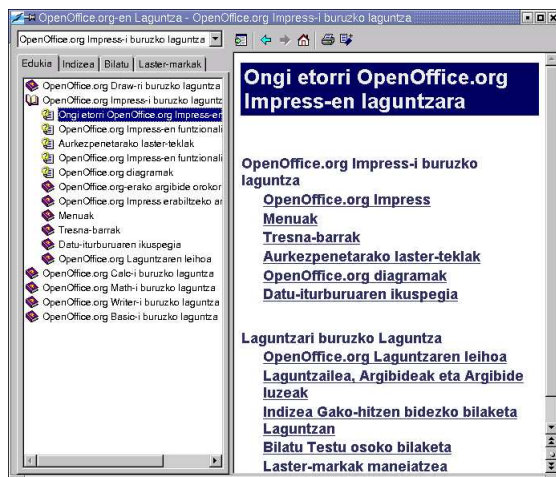 OpenOffice.org-en Laguntza - OpenOffice.org Impress-i buruzko laguntza
OpenOffice.org Impress-i buruzko laguntza
Edukia Indizea Bilatu Laster-markak
OpenOffice.org Draw-ri buruzko laguntza
OpenOffice.org Impress-i buruzko laguntz
Ongi etorri OpenOffice.org Impress-er
OpenOffice.org Impress-en funtzionali
Aurkezpenetarako laster-teklak
OpenOffice.org Impress-en funtzionali
OpenOffice.org diagramak
OpenOffice.org-erako argibide orokor
OpenOffice.org Impress erabiltzeko ar
Menuak
Tresna-barrak
Datu-iturburuaren ikuspegia
OpenOffice.org Laguntzaren leihoa
OpenOffice.org Calc-i buruzko laguntza
OpenOffice.org Math-i buruzko laguntza
OpenOffice.org Writer-i buruzko laguntza
OpenOffice.org Basic-i buruzko laguntza
Ongi etorri OpenOffice.org
Impress-en laguntzara
OpenOffice.org Impress-i buruzko
laguntza
OpenOffice.org Impress
Menuak
Tresna-barrak
Aurkezpenetarako laster-teklak
OpenOffice.org diagramak
Datu-iturburuaren ikuspegia
Laguntzari buruzko Laguntza
OpenOffice.org Laguntzaren leihoa
Laguntzailea, Argibideak eta Argibide
luzeak
Indizea Gako-hitzen bidezko bilaketa
Laguntzan
Bilatu Testu osoko bilaketa
Laster-markak maneiatzea